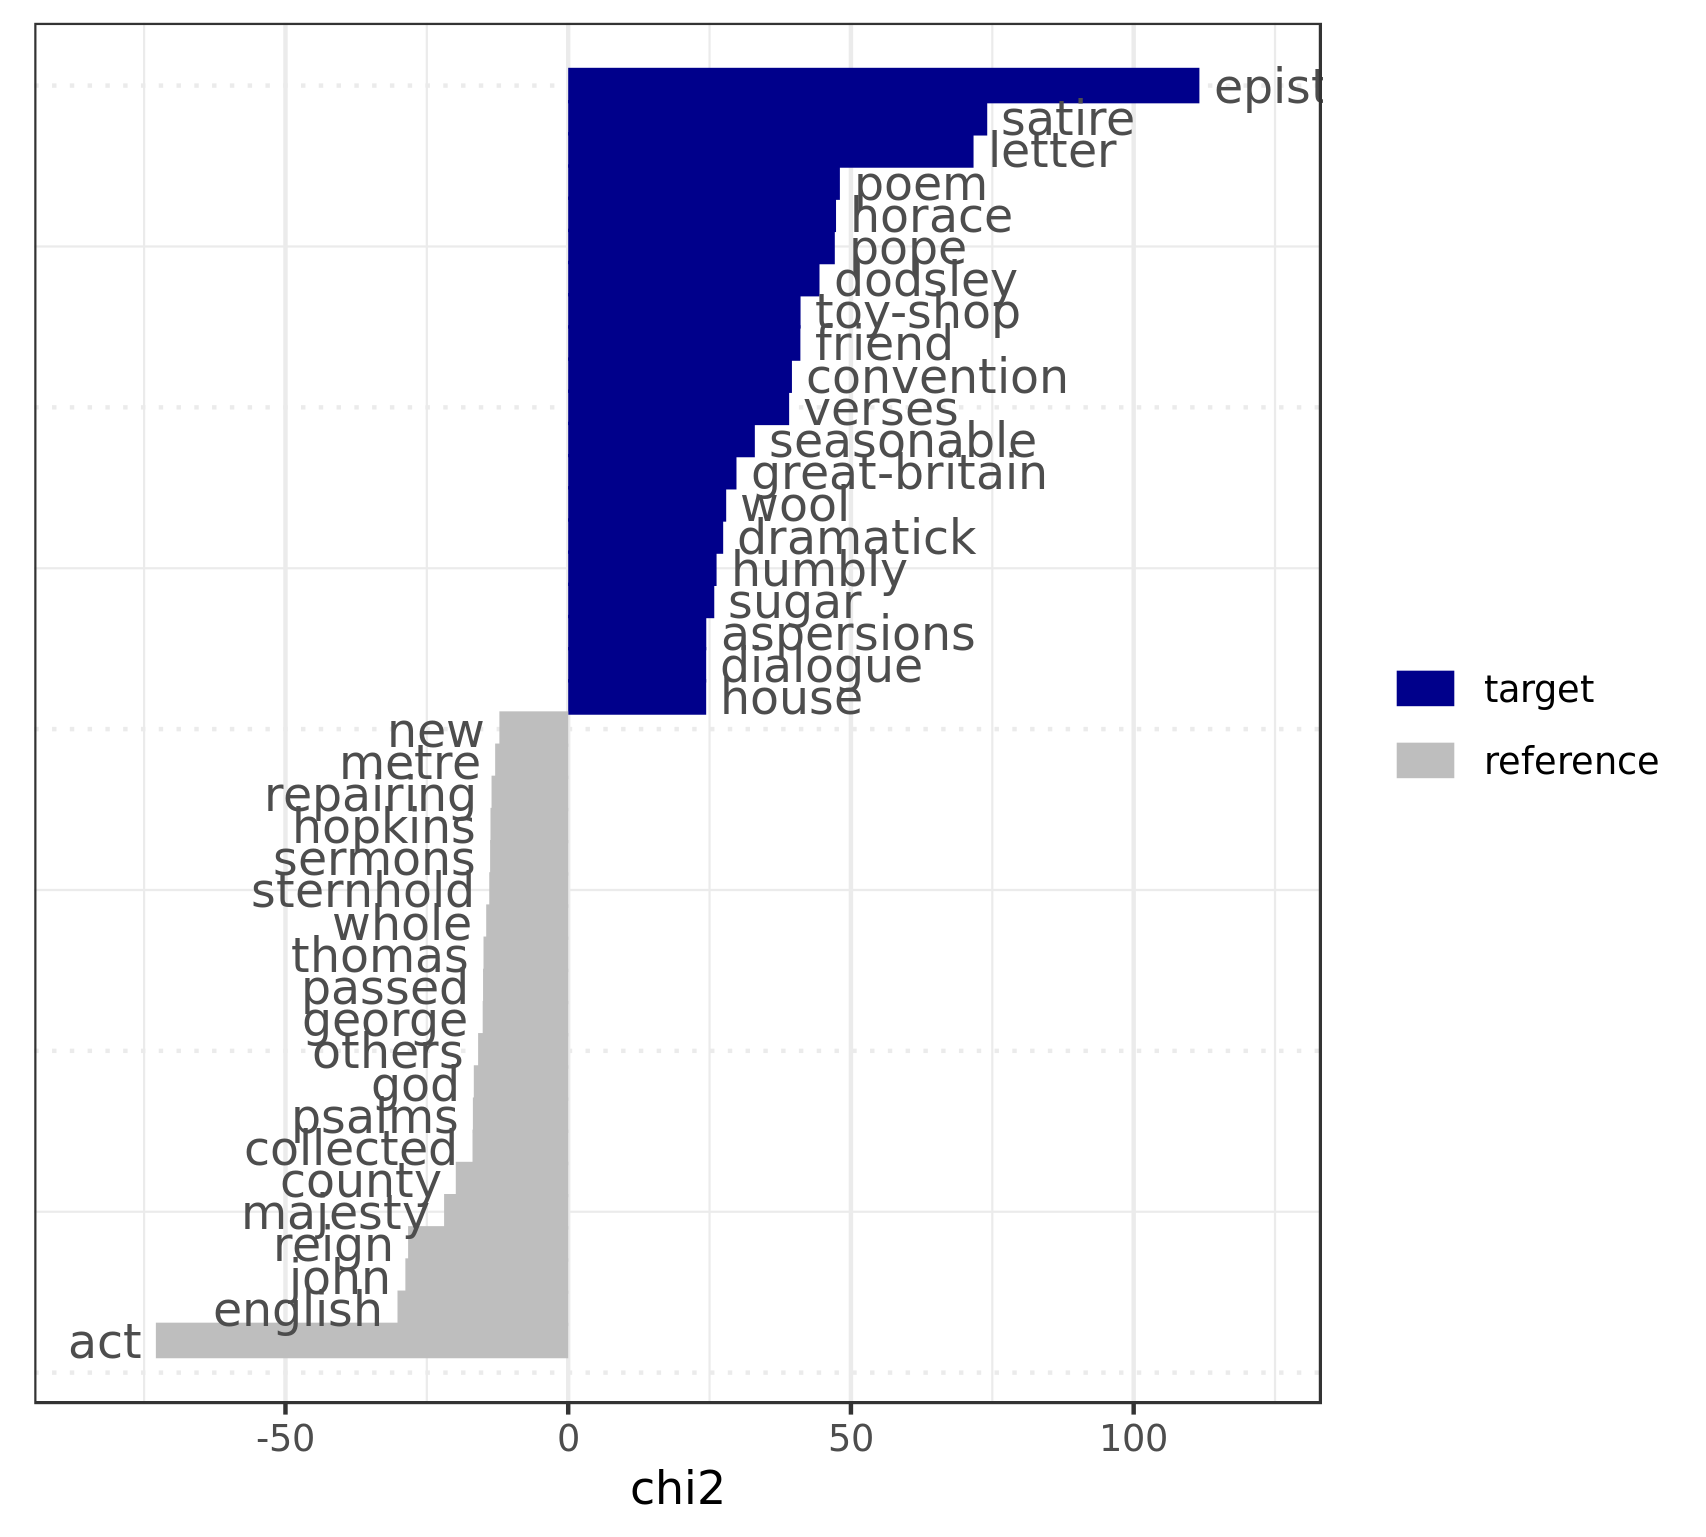 epist
satire
letter
poem
horace
pope
dodsley
toy-shop
friend
convention
verses
seasonable
great-britain
wool
dramatick
humbly
sugar
aspersions
dialogue
house
new
metre
repairing
hopkins
sermons
sternhold
whole
thomas
passed
george
others
god
psalms
collected
county
majesty
reign
john
english
act
target
reference
-50 0 50 100
chi2